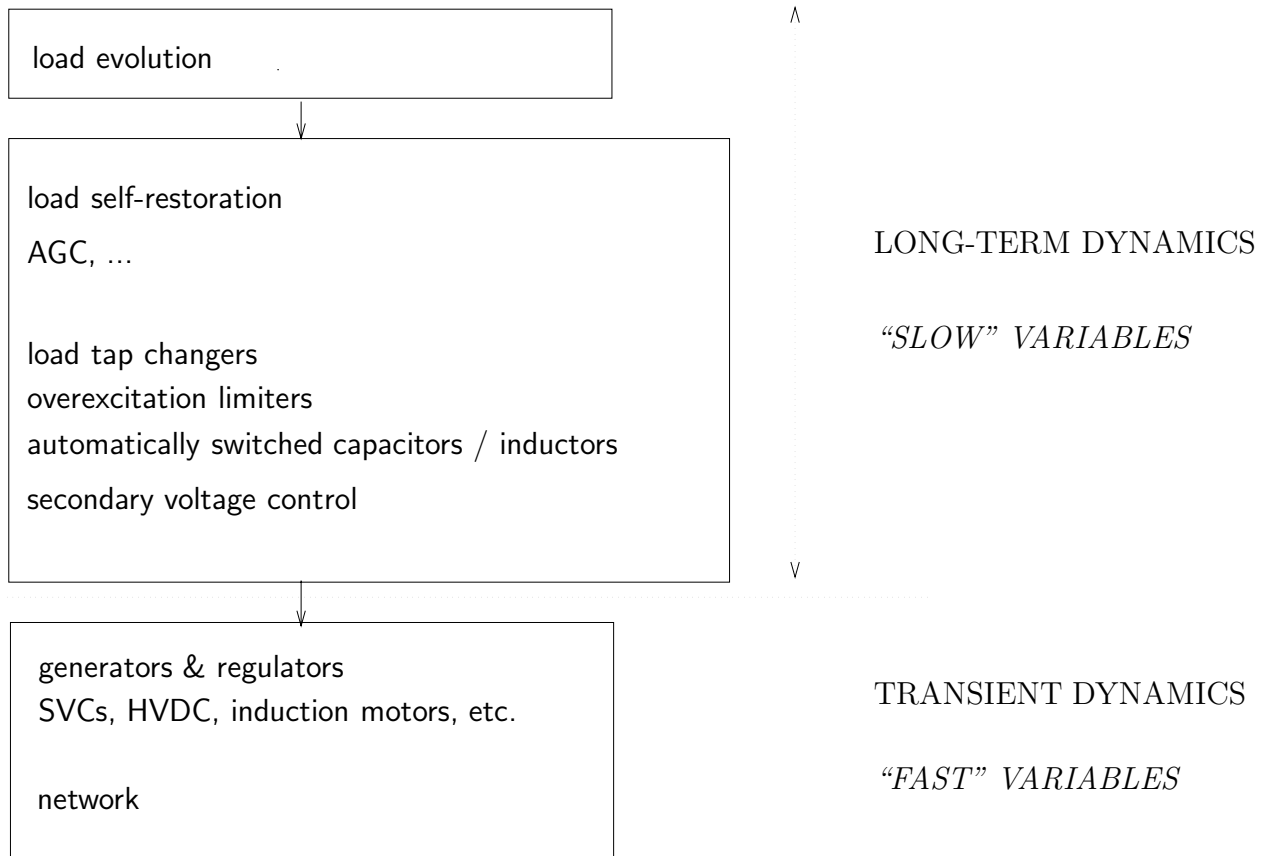 load evolution
load self-restoration
AGC, ...
load tap changers
overexcitation limiters
automatically switched capacitors / inductors
secondary voltage control
LONG-TERM DYNAMICS
“SLOW” VARIABLES
generators & regulators
SVCs, HVDC, induction motors, etc.
network
TRANSIENT DYNAMICS
“FAST” VARIABLES